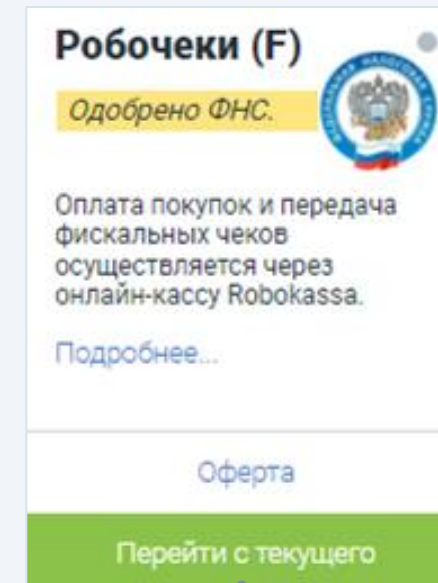 Робочеки (F)
Одобрено ФНС.
Оплата покупок и передача
фискальных чеков
осуществляется через
онлайн-кассу Robokassa.
Подробнее...
Оферта
Перейти с текущего